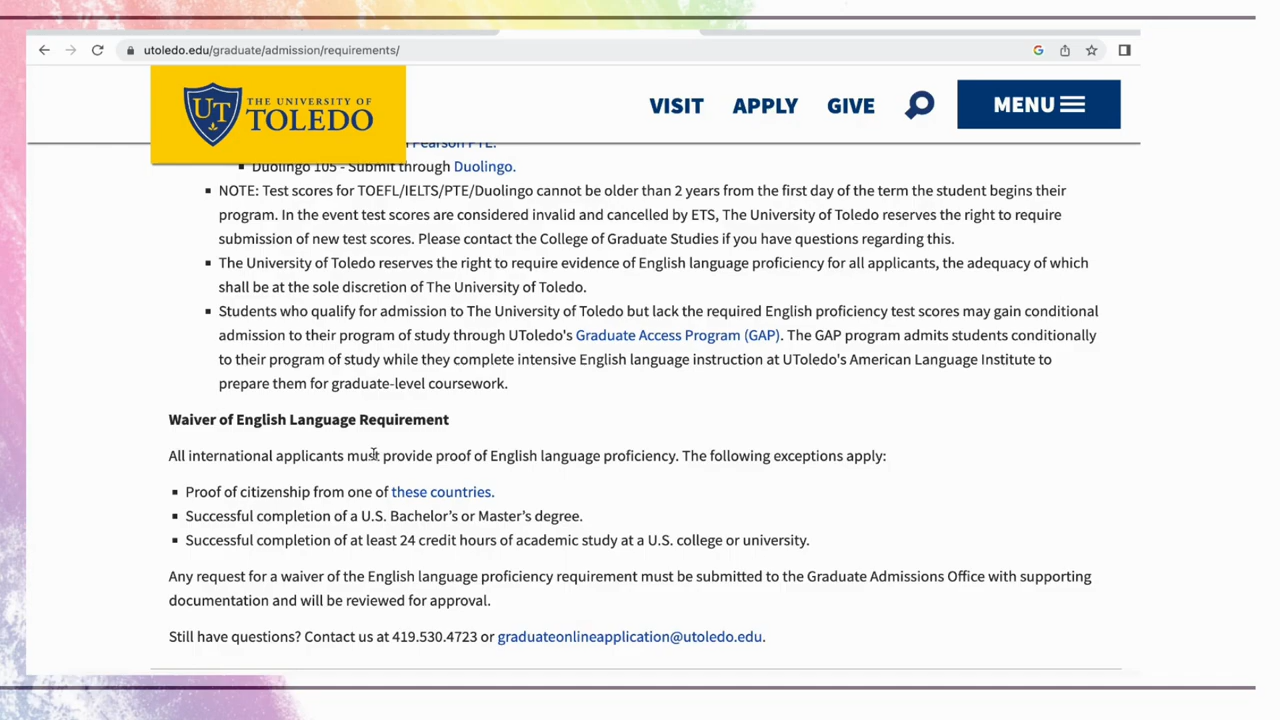 utoledo.edu/graduate/admission/requirements/
UT THE UNIVERSITY OF
TOLEDO
VISIT APPLY GIVE MENU
Pearson PTE.
▪ Duolingo 105 - Submit through Duolingo.
▪ NOTE: Test scores for TOEFL/IELTS/PTE/Duolingo cannot be older than 2 years from the first day of the term the student begins their
program. In the event test scores are considered invalid and cancelled by ETS, The University of Toledo reserves the right to require
submission of new test scores. Please contact the College of Graduate Studies if you have questions regarding this.
▪ The University of Toledo reserves the right to require evidence of English language proficiency for all applicants, the adequacy of which
shall be at the sole discretion of The University of Toledo.
▪ Students who qualify for admission to The University of Toledo but lack the required English proficiency test scores may gain conditional
admission to their program of study through UToledo's Graduate Access Program (GAP). The GAP program admits students conditionally
to their program of study while they complete intensive English language instruction at UToledo's American Language Institute to
prepare them for graduate-level coursework.
Waiver of English Language Requirement
All international applicants must provide proof of English language proficiency. The following exceptions apply:
▪ Proof of citizenship from one of these countries.
▪ Successful completion of a U.S. Bachelor’s or Master’s degree.
▪ Successful completion of at least 24 credit hours of academic study at a U.S. college or university.
Any request for a waiver of the English language proficiency requirement must be submitted to the Graduate Admissions Office with supporting
documentation and will be reviewed for approval.
Still have questions? Contact us at 419.530.4723 or graduateonlineapplication@utoledo.edu.